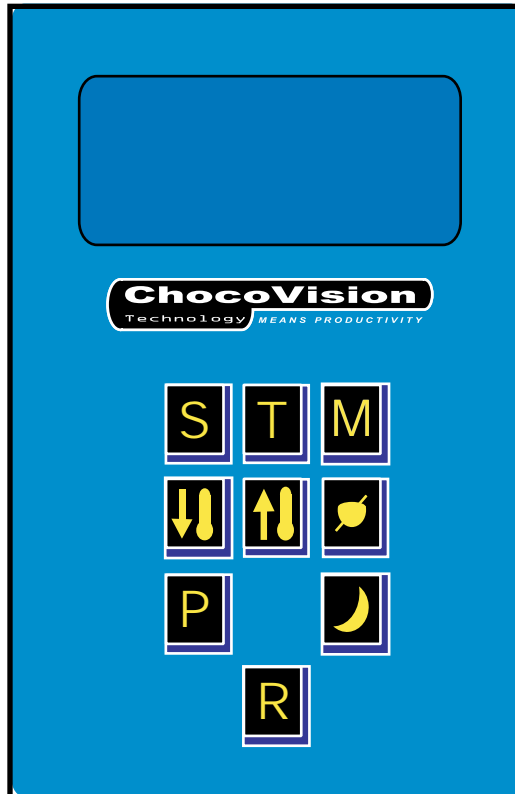 ChocoVision
Technology MEANS PRODUCTIVITY
S T M
P
R